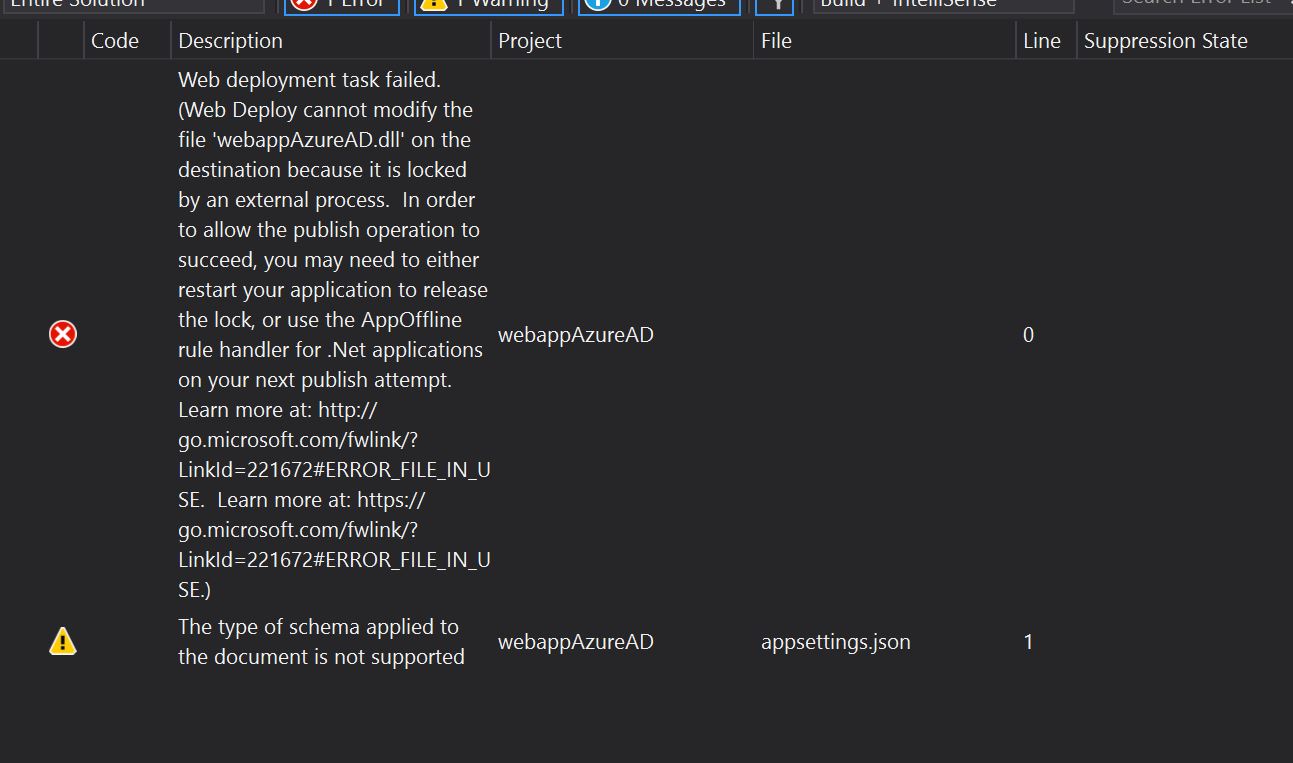 Entire Solution 1 Error 1 Warning 0 Messages Build + IntelliSense Search Error List
Code Description Project File Line Suppression State
Web deployment task failed.
(Web Deploy cannot modify the
file 'webappAzureAD.dll' on the
destination because it is locked
by an external process.  In order
to allow the publish operation to
succeed, you may need to either
restart your application to release
the lock, or use the AppOffline
rule handler for .Net applications
on your next publish attempt.
Learn more at: http://
go.microsoft.com/fwlink/?
LinkId=221672#ERROR_FILE_IN_U
SE.  Learn more at: https://
go.microsoft.com/fwlink/?
LinkId=221672#ERROR_FILE_IN_U
SE.)
webappAzureAD 0
The type of schema applied to
the document is not supported
webappAzureAD appsettings.json 1